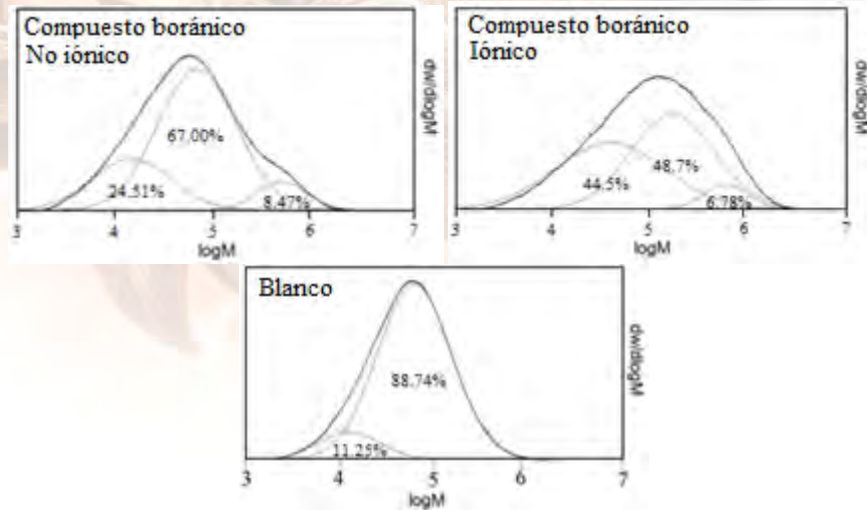 Compuesto boránico
No iónico
67,00%
24.51%
8.47%
3 4 5 6 7
logM
dw/dlogM
Compuesto boránico
Iónico
48,7%
44.5%
6.78%
3 4 5 6 7
logM
dw/dlogM
Blanco
88.74%
11.25%
3 4 5 6 7
logM
dw/dlogM